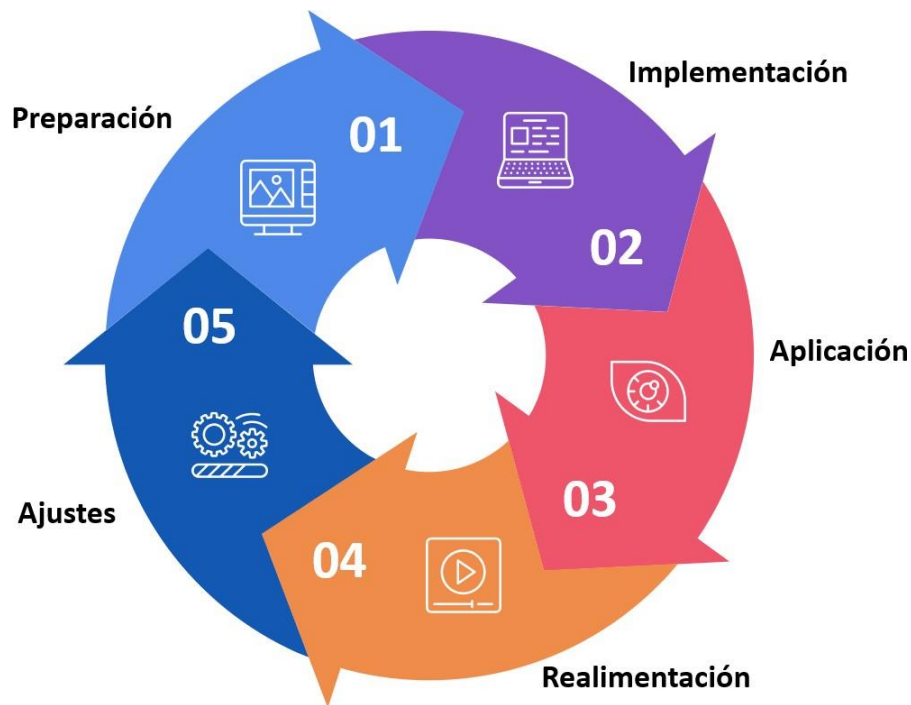 Preparación
01
Implementación
02
Aplicación
03
Realimentación
04
Ajustes
05